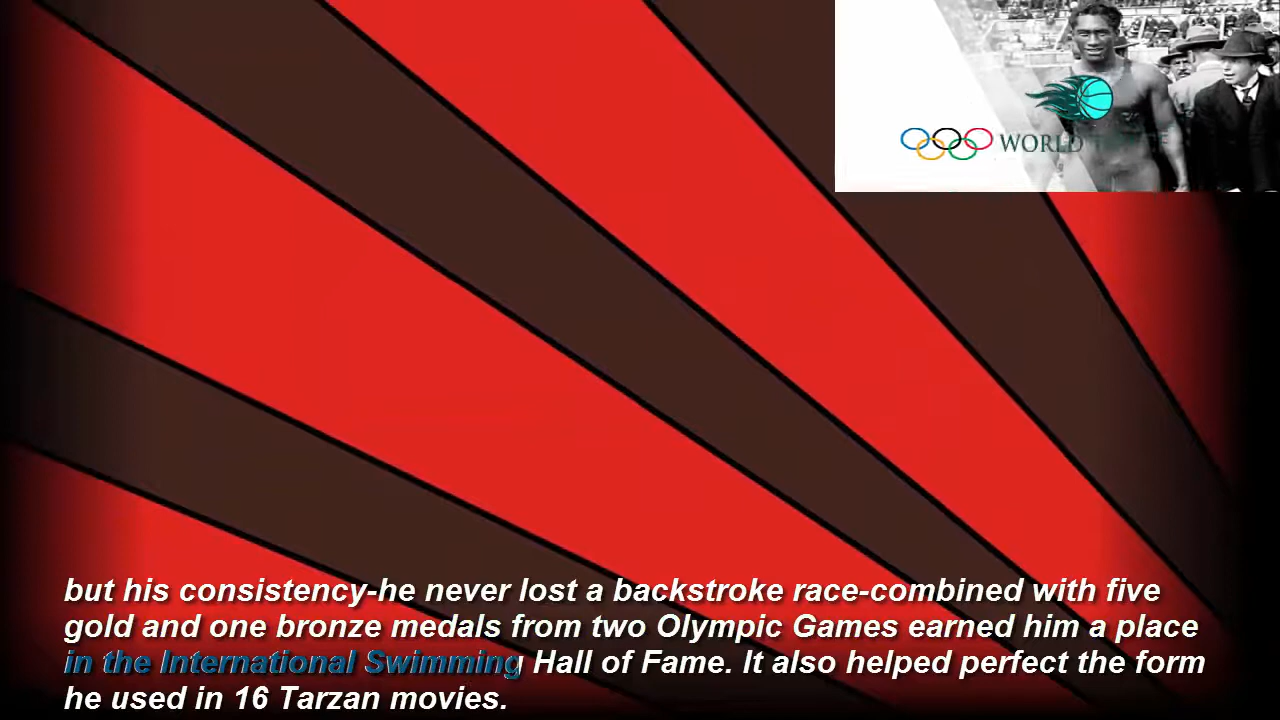 WORLD
but his consistency-he never lost a backstroke race-combined with five
gold and one bronze medals from two Olympic Games earned him a place
in the International Swimming Hall of Fame. It also helped perfect the form
he used in 16 Tarzan movies.